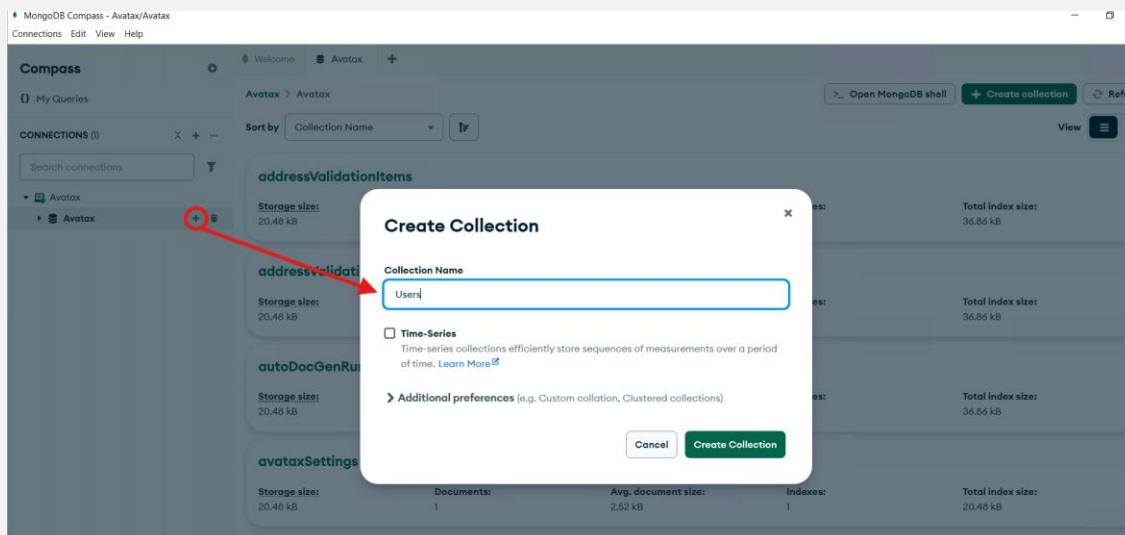 MongoDB Compass - Avatax/Avatax
Connections Edit View Help
Compass
Welcome Avatax
{} My Queries
Avatax > Avatax
>_ Open MongoDB shell
+ Create collection
Ref
CONNECTIONS (1)
Sort by Collection Name
View
Search connections
addressValidationItems
Avatax
Storage size: es: Total index size:
Avatax
20.48 kB 36.86 kB
Create Collection
Collection Name
addressValidati
Users
Storage size: es: Total index size:
20.48 kB 36.86 kB
Time-Series
Time-series collections efficiently store sequences of measurements over a period
of time. Learn More
autoDocGenRu
Additional preferences (e.g. Custom collation, Clustered collections)
Storage size: es: Total index size:
20.48 kB 36.86 kB
Cancel Create Collection
avataxSettings
Storage size: Documents: Avg. document size: Indexes: Total index size:
20.48 kB 1 2.52 kB 1 20.48 kB